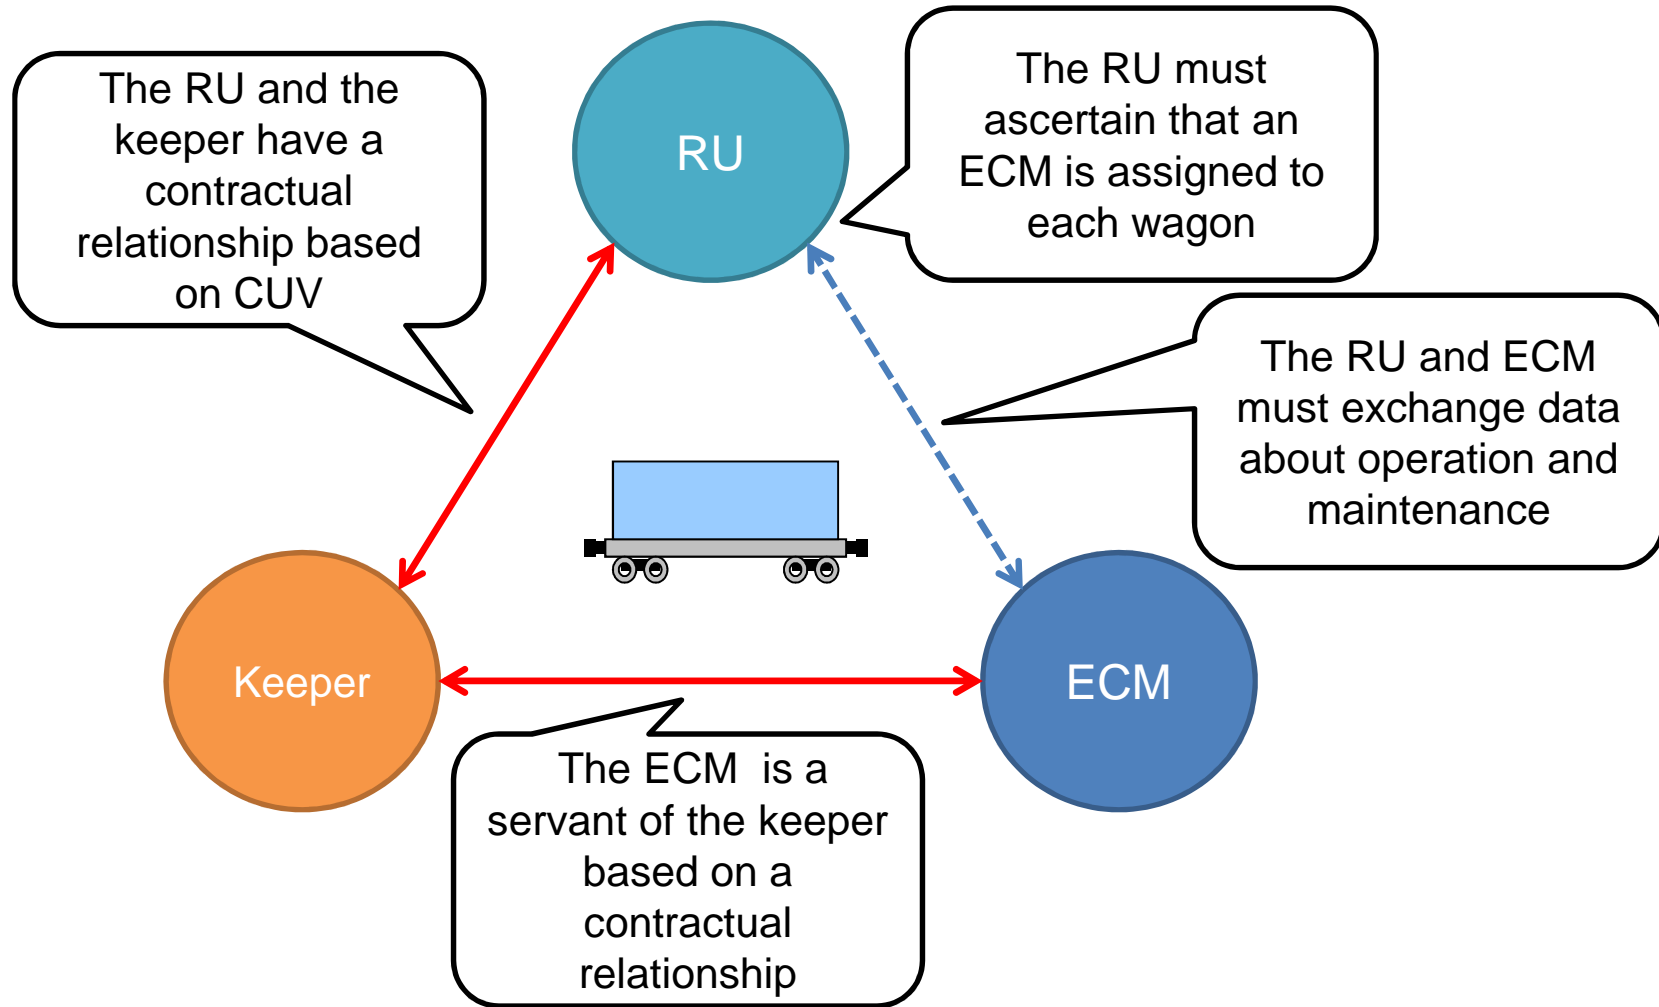 The RU and the
keeper have a
contractual
relationship based
on CUV
RU
The RU must
ascertain that an
ECM is assigned to
each wagon
The RU and ECM
must exchange data
about operation and
maintenance
Keeper
ECM
The ECM  is a
servant of the keeper
based on a
contractual
relationship